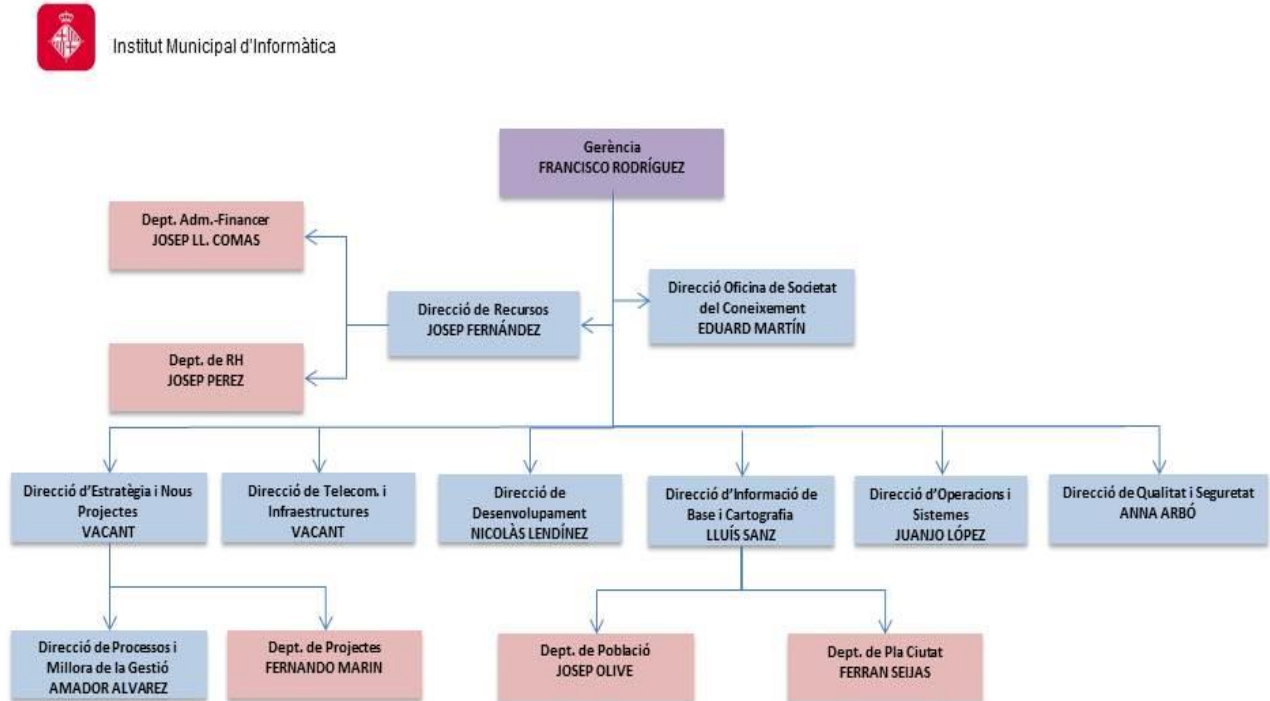 Institut Municipal d'Informàtica
Gerència
FRANCISCO RODRÍGUEZ
Dept. Adm.-Financer
JOSEP LL. COMAS
Direcció de Recursos
JOSEP FERNÁNDEZ
Direcció Oficina de Societat
del Coneixement
EDUARD MARTÍN
Dept. de RH
JOSEP PEREZ
Direcció d'Estratègia i Nous
Projectes
VACANT
Direcció de Telecom. i
Infraestructures
VACANT
Direcció de
Desenvolupament
NICOLÀS LENDÍNEZ
Direcció d'Informació de
Base i Cartografia
LLUÍS SANZ
Direcció d'Operacions i
Sistemes
JUANJO LÓPEZ
Direcció de Qualitat i Seguretat
ANNA ARBÓ
Direcció de Processos i
Millora de la Gestió
AMADOR ALVAREZ
Dept. de Projectes
FERNANDO MARIN
Dept. de Població
JOSEP OLIVE
Dept. de Pla Ciutat
FERRAN SEIJAS